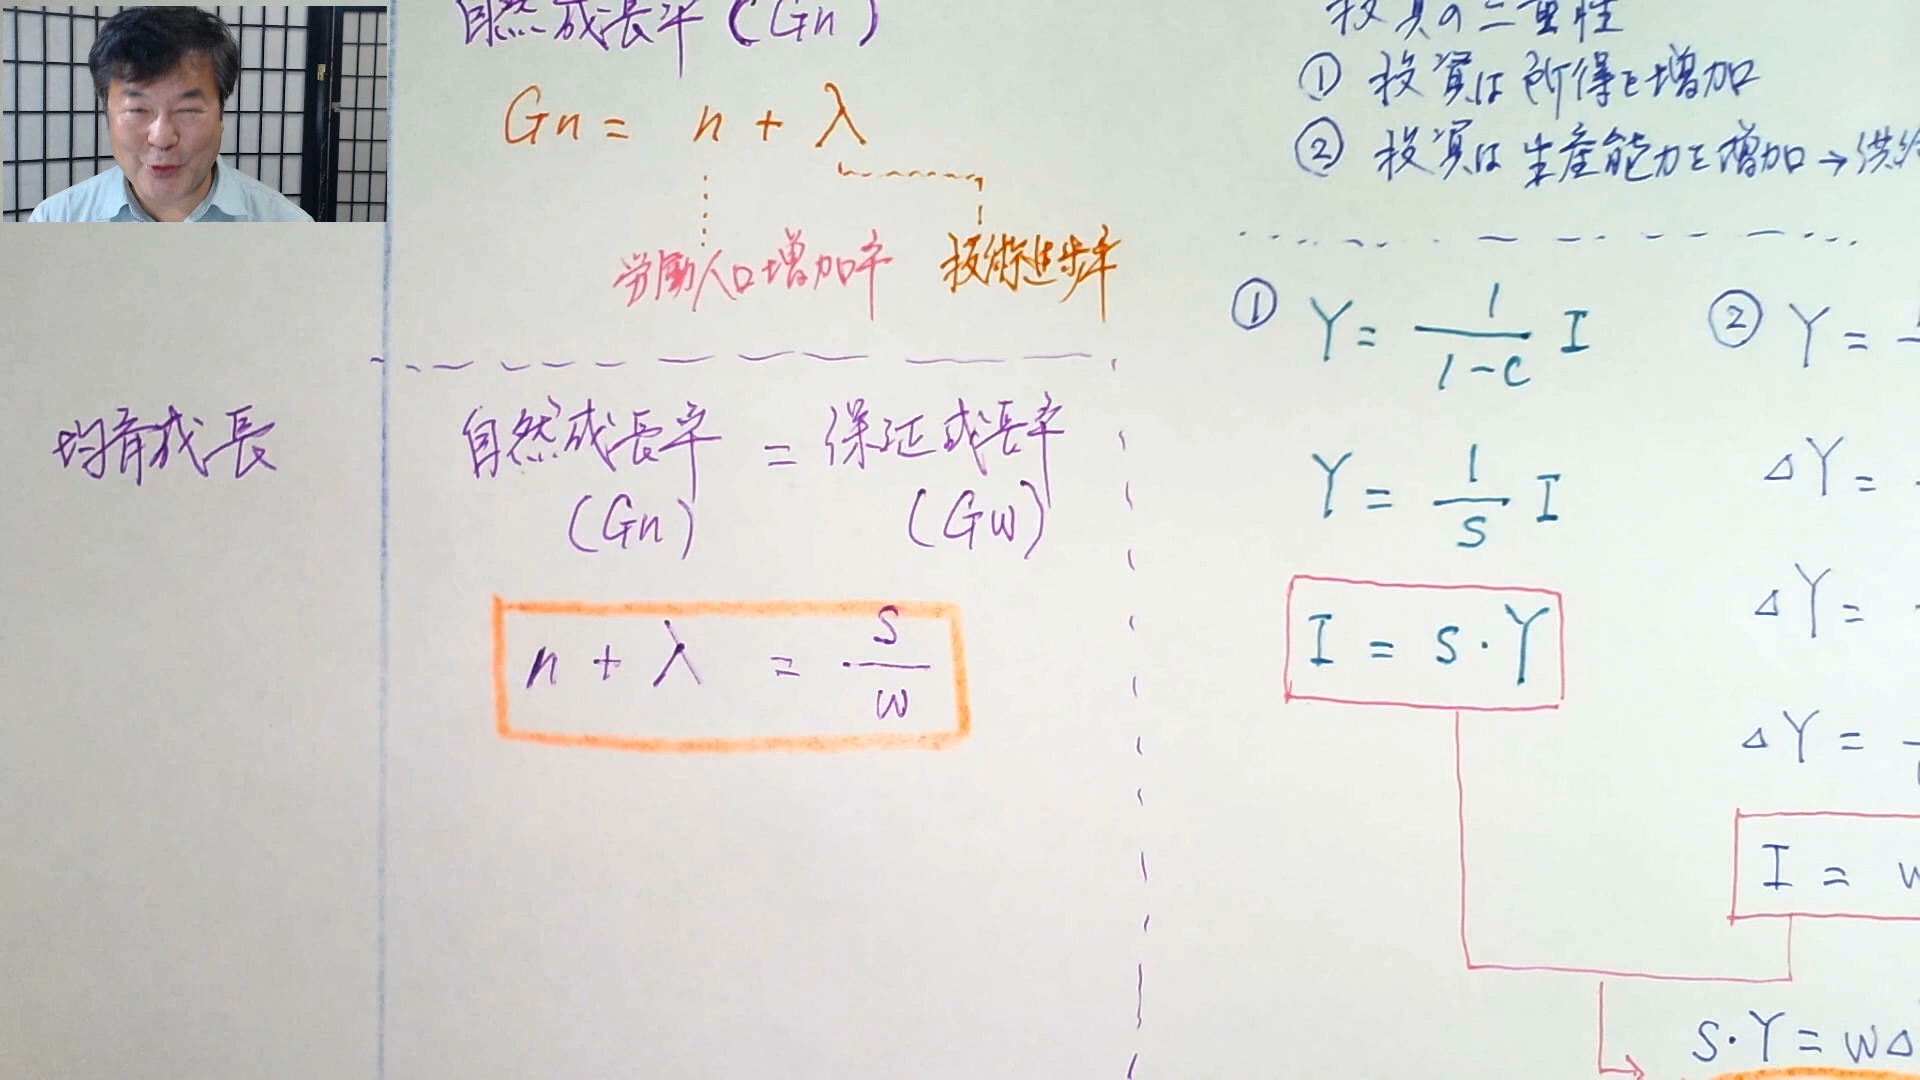 自然成長率 (Gn)
Gn = n + λ
労働人口増加率 技術進歩率
均斉成長
自然成長率 = 保証成長率
(Gn) (Gw)
n + λ = s/w
投資の二重性
① 投資は所得を増加
② 投資は生産能力を増加→供給
① Y = 1/(1-c) I
② Y =
Y = 1/s I
ΔY =
I = s・Y
ΔY =
ΔY =
I = w
s・Y = wΔ